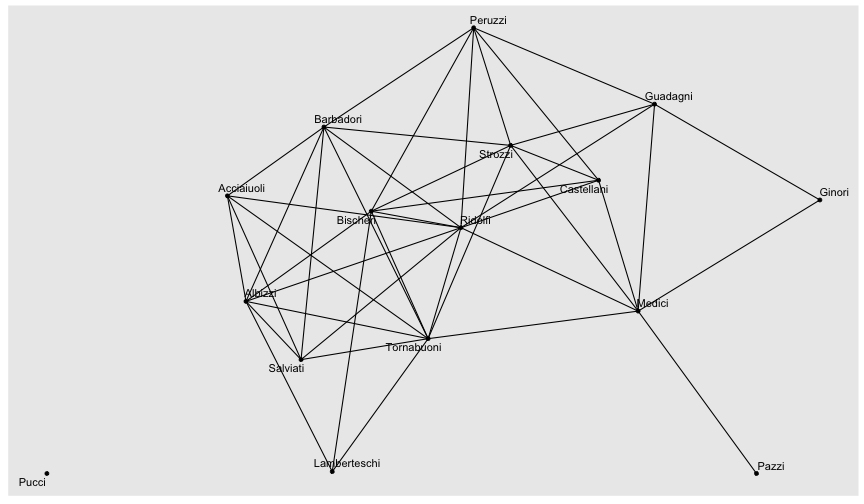 Peruzzi
Guadagni
Barbadori
Strozzi
Castellani
Acciaiuoli
Ginori
Bischeri
Ridolfi
Albizzi
Medici
Tornabuoni
Salviati
Lamberteschi
Pazzi
Pucci